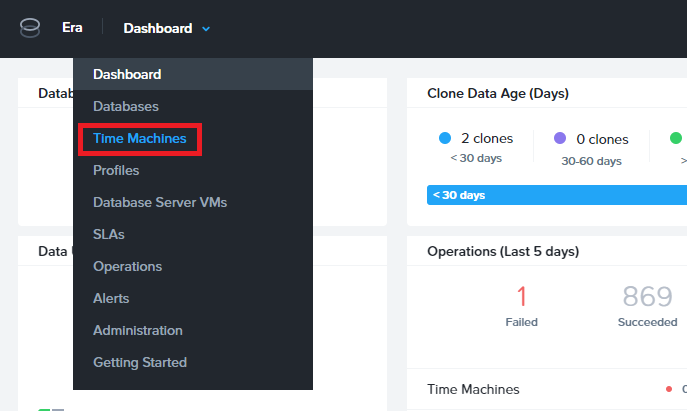 Era
Dashboard
Dashboard
Databases
Time Machines
Profiles
Database Server VMs
SLAs
Operations
Alerts
Administration
Getting Started
Clone Data Age (Days)
2 clones
< 30 days
0 clones
30-60 days
< 30 days
Operations (Last 5 days)
1
Failed
869
Succeeded
Time Machines
Data